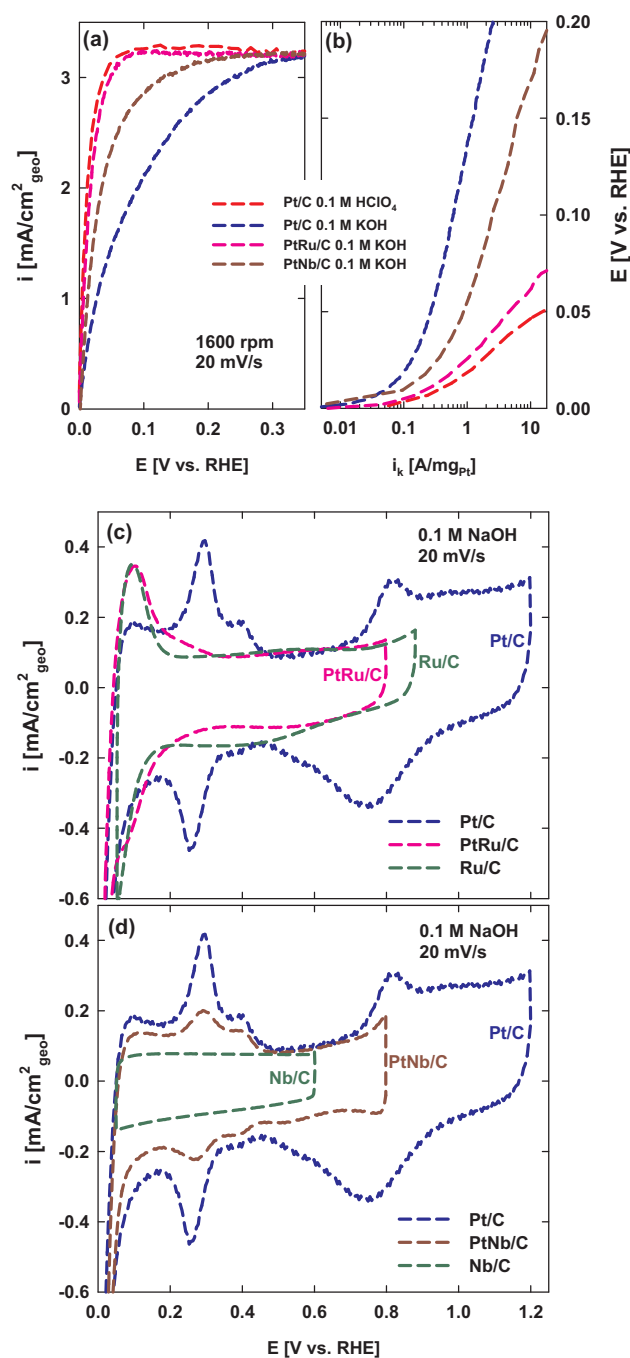 (a)
(b)
3
2
1
0
i [mA/cm²geo]
0.0 0.1 0.2 0.3
E [V vs. RHE]
Pt/C 0.1 M HClO₄
Pt/C 0.1 M KOH
PtRu/C 0.1 M KOH
PtNb/C 0.1 M KOH
1600 rpm
20 mV/s
0.20
0.15
0.10
0.05
0.00
E [V vs. RHE]
0.01 0.1 1 10
iₖ [A/mgPt]
(c)
0.1 M NaOH
20 mV/s
0.4
0.2
0.0
-0.2
-0.4
-0.6
i [mA/cm²geo]
Pt/C
PtRu/C
Ru/C
Pt/C
PtRu/C
Ru/C
(d)
0.1 M NaOH
20 mV/s
0.4
0.2
0.0
-0.2
-0.4
-0.6
i [mA/cm²geo]
Pt/C
PtNb/C
Nb/C
Pt/C
PtNb/C
Nb/C
0.0 0.2 0.4 0.6 0.8 1.0 1.2
E [V vs. RHE]